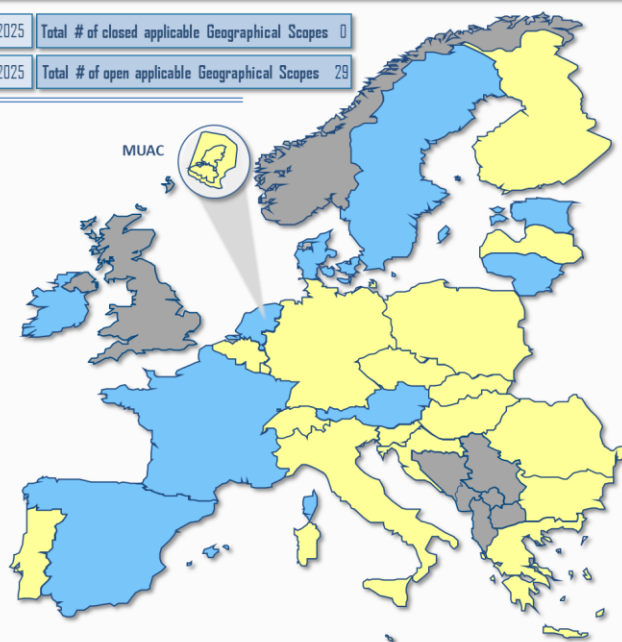 2025 Total # of closed applicable Geographical Scopes 0
2025 Total # of open applicable Geographical Scopes 29
MUAC